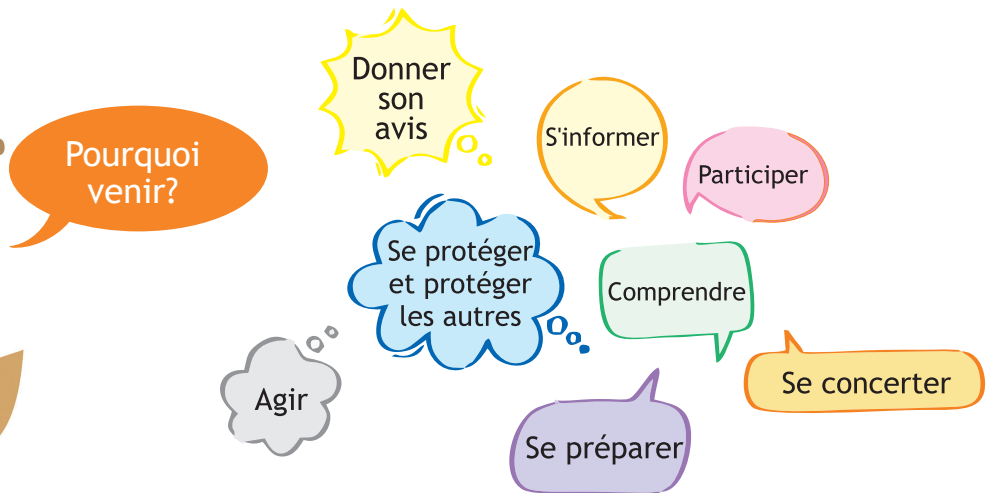 Pourquoi
venir?
Donner
son
avis
S'informer
Participer
Se protéger
et protéger
les autres
Comprendre
Agir
Se concerter
Se préparer